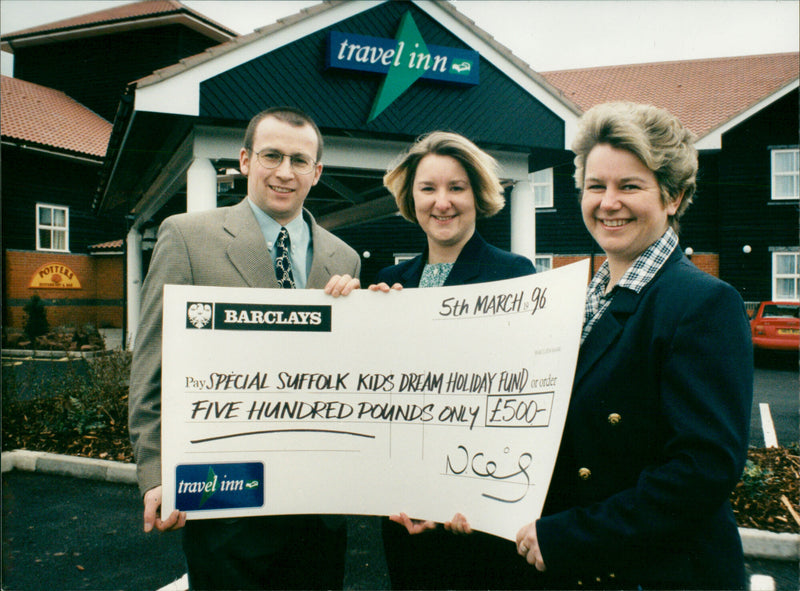 travel inn
POTTERS
BARCLAYS
5TH MARCH 1996
Pay SPECIAL SUFFOLK KIDS DREAM HOLIDAY FUND or order
FIVE HUNDRED POUNDS ONLY £500-
travel inn